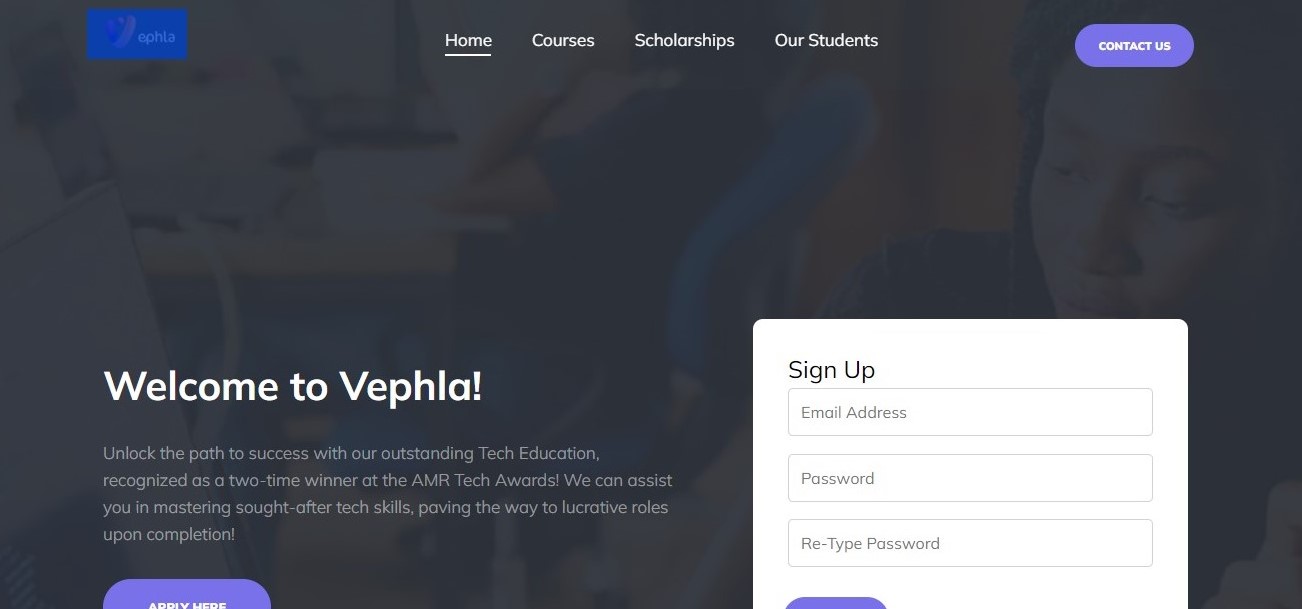 Vephla
Home
Courses
Scholarships
Our Students
CONTACT US
Welcome to Vephla!
Unlock the path to success with our outstanding Tech Education,
recognized as a two-time winner at the AMR Tech Awards! We can assist
you in mastering sought-after tech skills, paving the way to lucrative roles
upon completion!
APPLY HERE
Sign Up
Email Address
Password
Re-Type Password